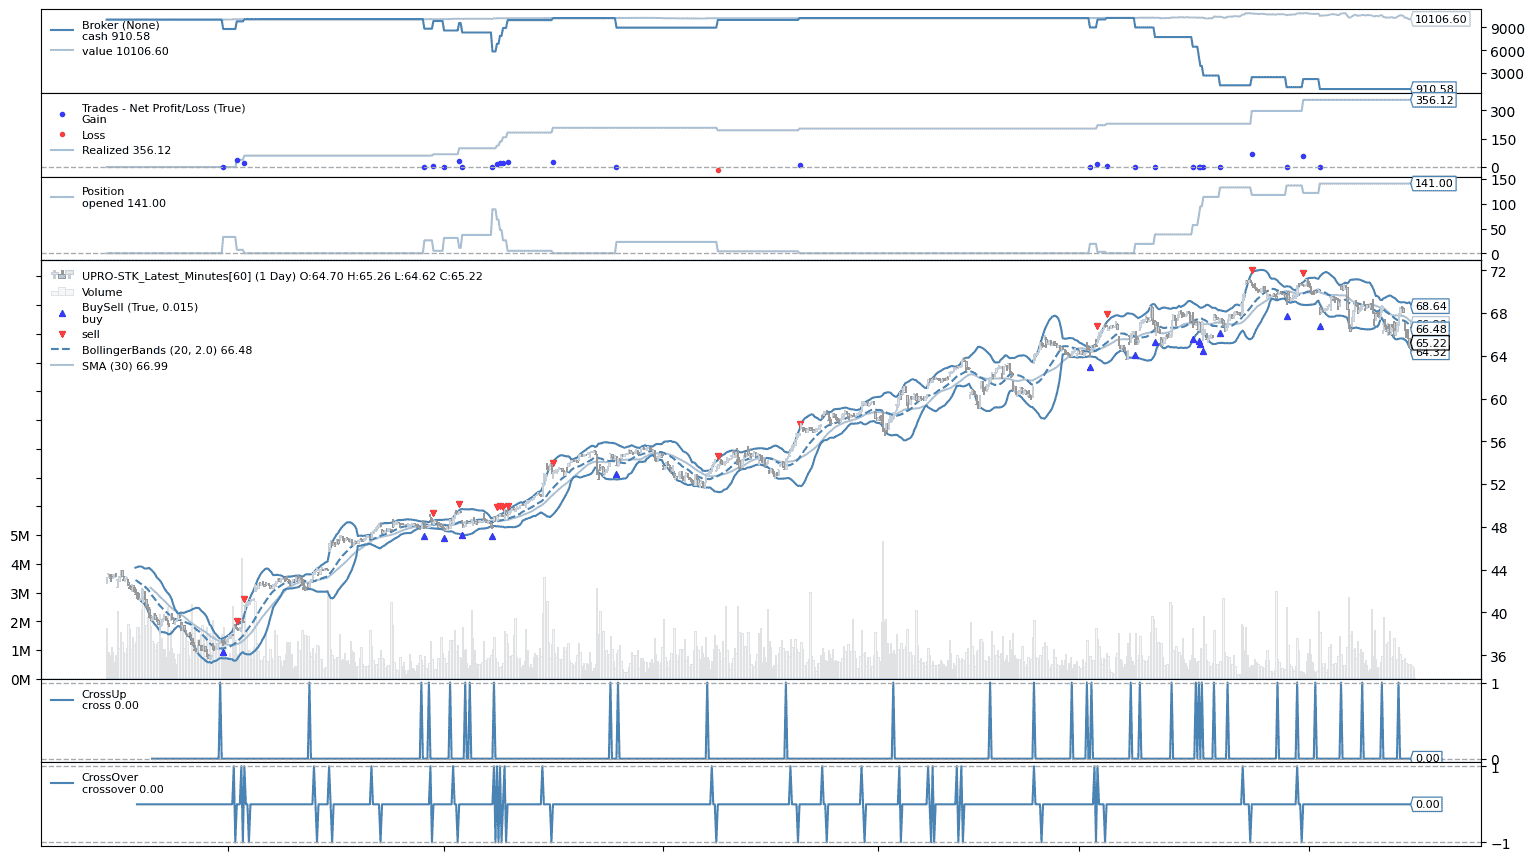 Broker (None)
cash 910.58
value 10106.60
10106.60
9000
6000
3000
910.58
Trades - Net Profit/Loss (True)
Gain
Loss
Realized 356.12
356.12
300
150
0
Position
opened 141.00
150
141.00
100
50
0
UPRO-STK_Latest_Minutes[60] (1 Day) O:64.70 H:65.26 L:64.62 C:65.22
Volume
BuySell (True, 0.015)
buy
sell
BollingerBands (20, 2.0) 66.48
SMA (30) 66.99
72
68.64
68
66.48
65.22
64.32
64
60
56
52
48
44
40
36
5M
4M
3M
2M
1M
0M
CrossUp
cross 0.00
1
0.00
0
CrossOver
crossover 0.00
1
0.00
−1